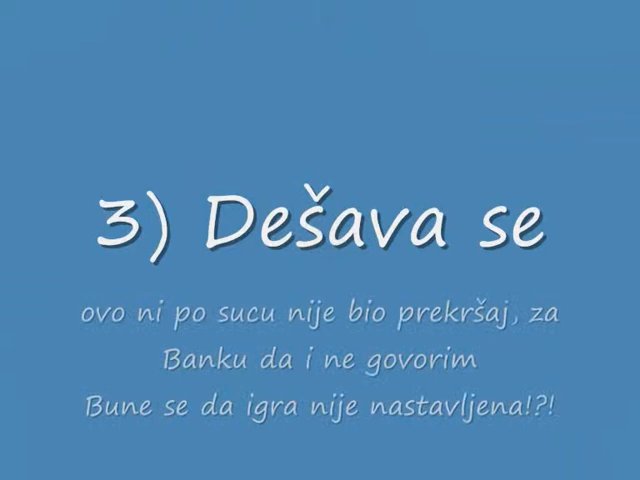 3) Dešava se
ovo ni po sucu nije bio prekršaj, za
Banku da i ne govorim
Bune se da igra nije nastavljena!?!